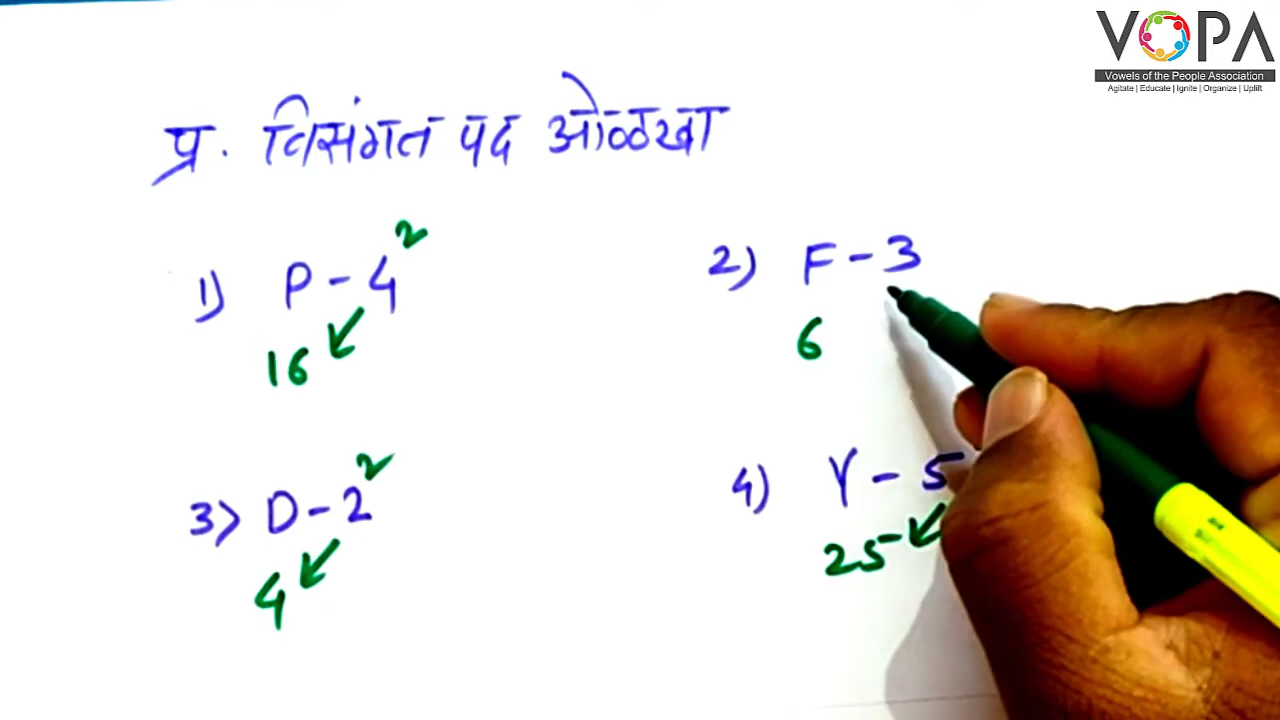 VOPA
Vowels of the People Association
Agitate | Educate | Ignite | Organize | Uplift
प्र. विसंगत पद ओळखा
1) P - 4²
16
2) F - 3
6
3) D - 2²
4
4) Y - 5
25